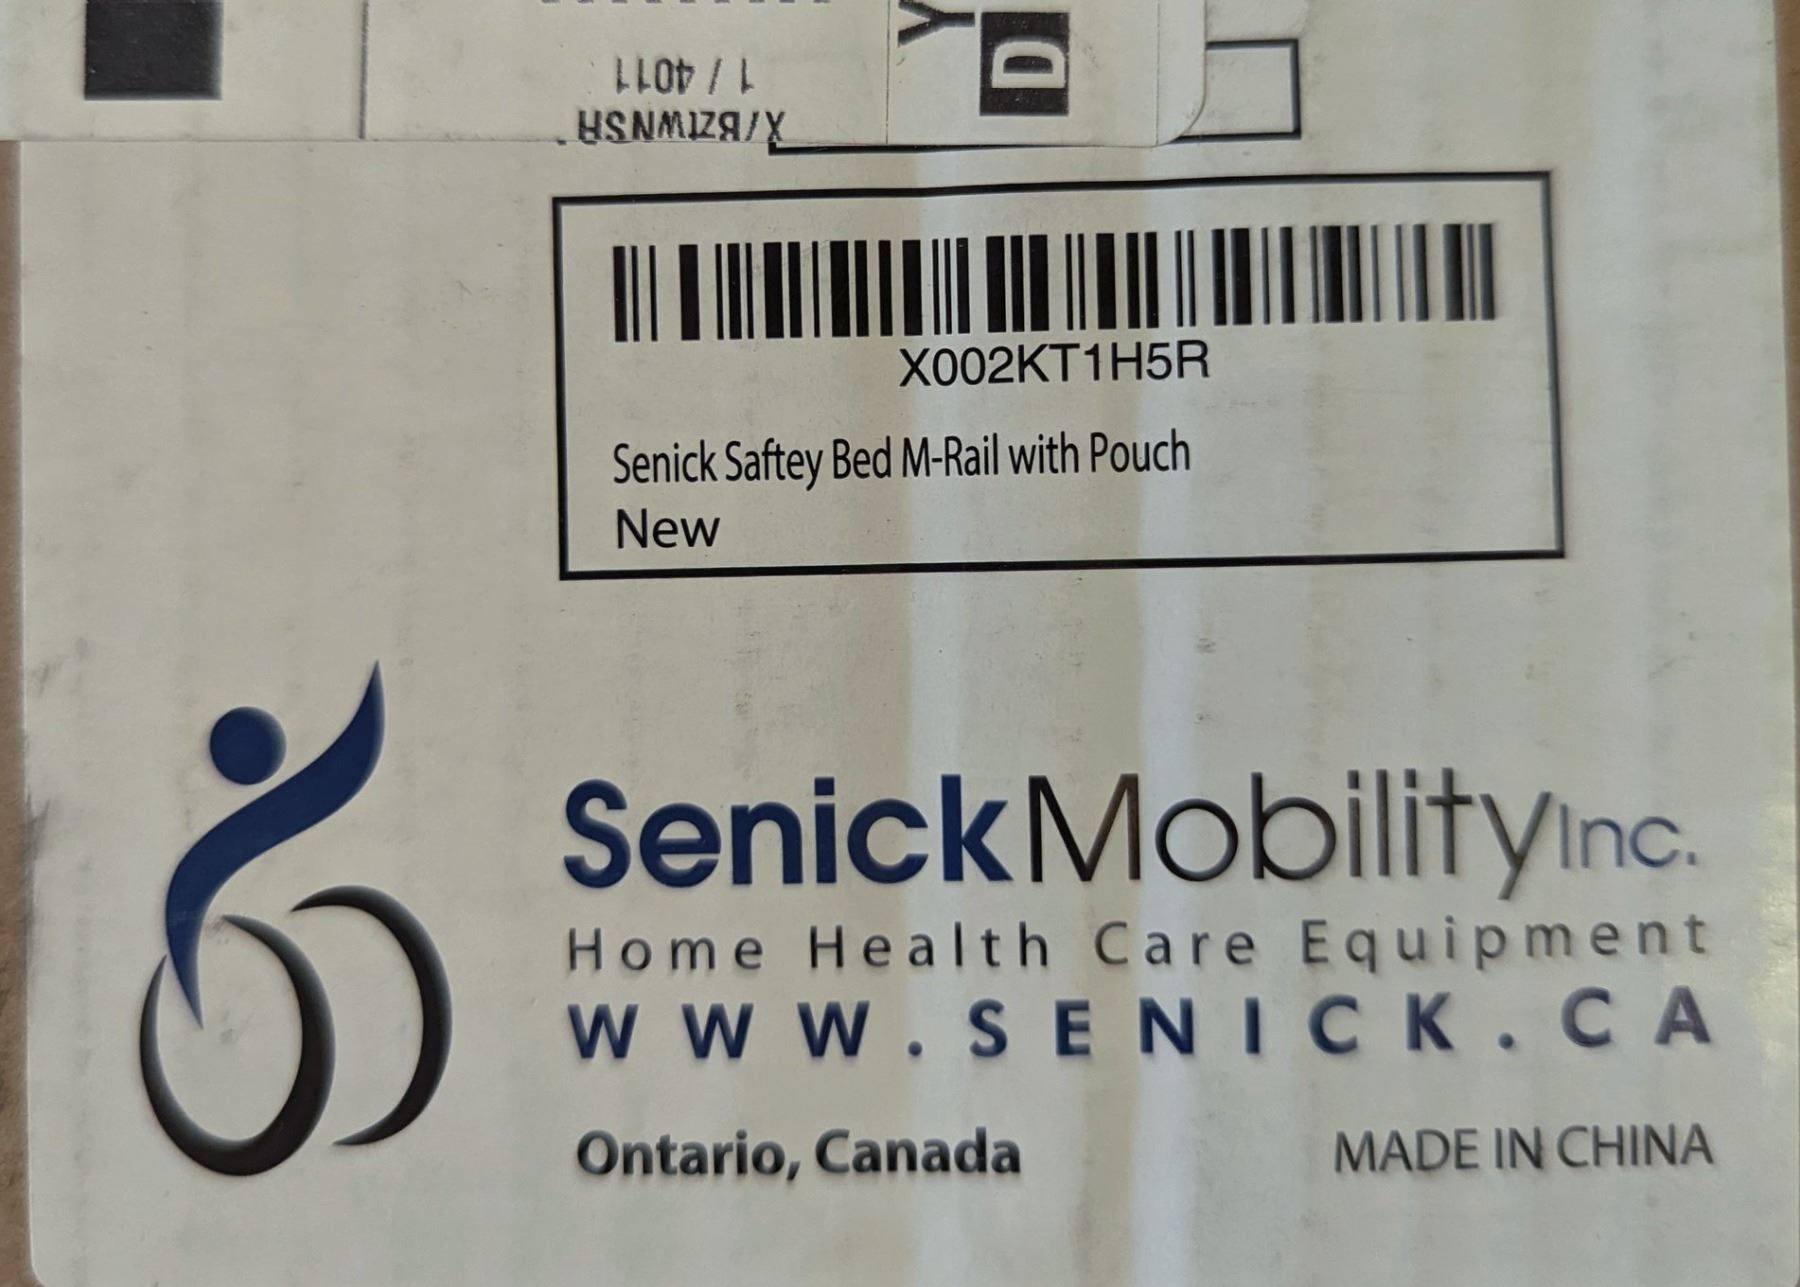 Y
D
1 / 4011
X/BZTWNSR
X002KT1H5R
Senick Saftey Bed M-Rail with Pouch
New
SenickMobilityInc.
Home Health Care Equipment
WWW.SENICK.CA
Ontario, Canada
MADE IN CHINA